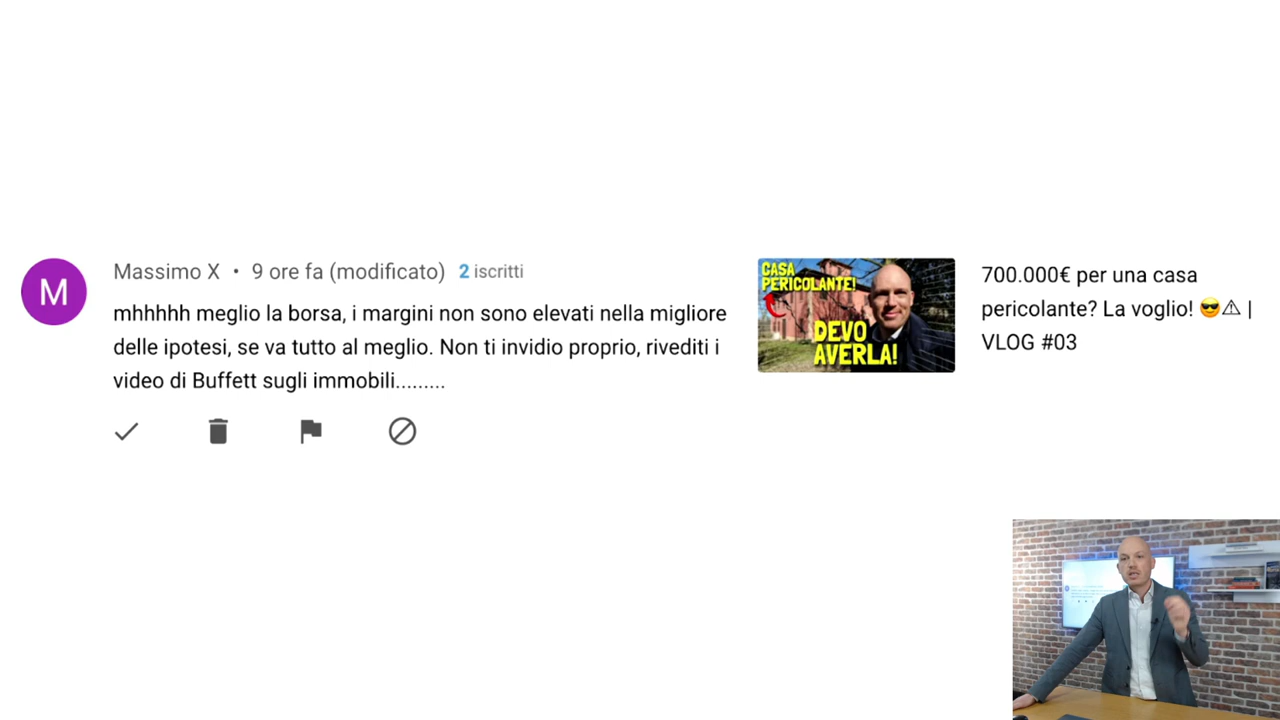 M
Massimo X • 9 ore fa (modificato) 2 iscritti
mhhhhh meglio la borsa, i margini non sono elevati nella migliore
delle ipotesi, se va tutto al meglio. Non ti invidio proprio, rivediti i
video di Buffett sugli immobili.........
CASA
PERICOLANTE!
DEVO
AVERLA!
700.000€ per una casa
pericolante? La voglio! 😎⚠ |
VLOG #03